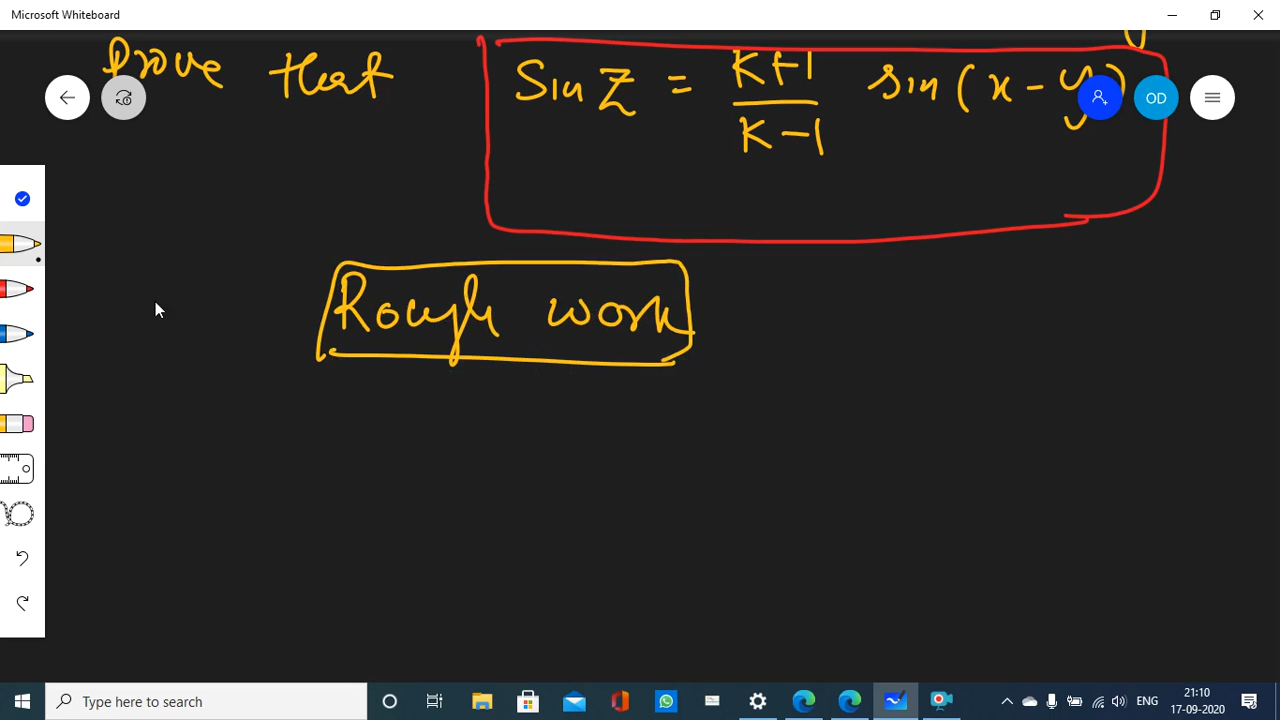 Microsoft Whiteboard
Prove that
Sin Z = K+1 / K-1 sin(x-y)
OD
Rough work
Type here to search
ENG
21:10
17-09-2020